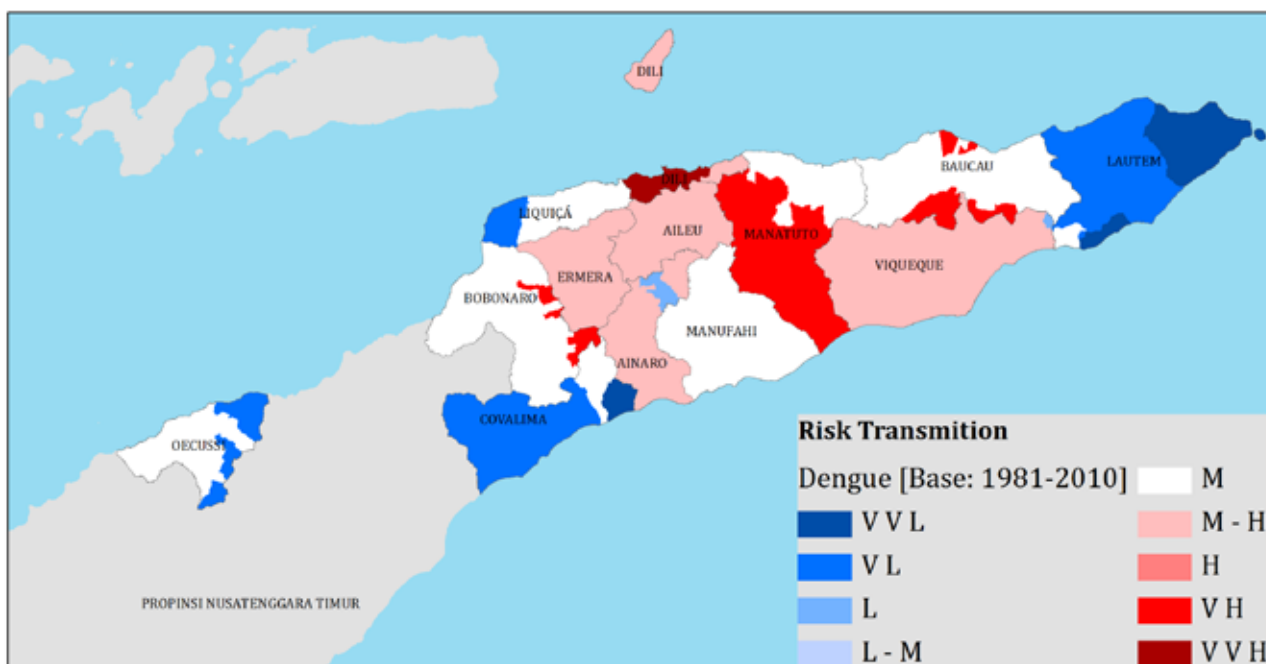 DILI
BAUCAU
LAUTEM
DILI
LIQUIÇÁ
AILEU
MANATUTO
VIQUEQUE
ERMERA
BOBONARO
MANUFAHI
AINARO
COVALIMA
OECUSSI
PROPINSI NUSATENGGARA TIMUR
Risk Transmition
Dengue [Base: 1981-2010]
V V L
V L
L
L - M
M
M - H
H
V H
V V H